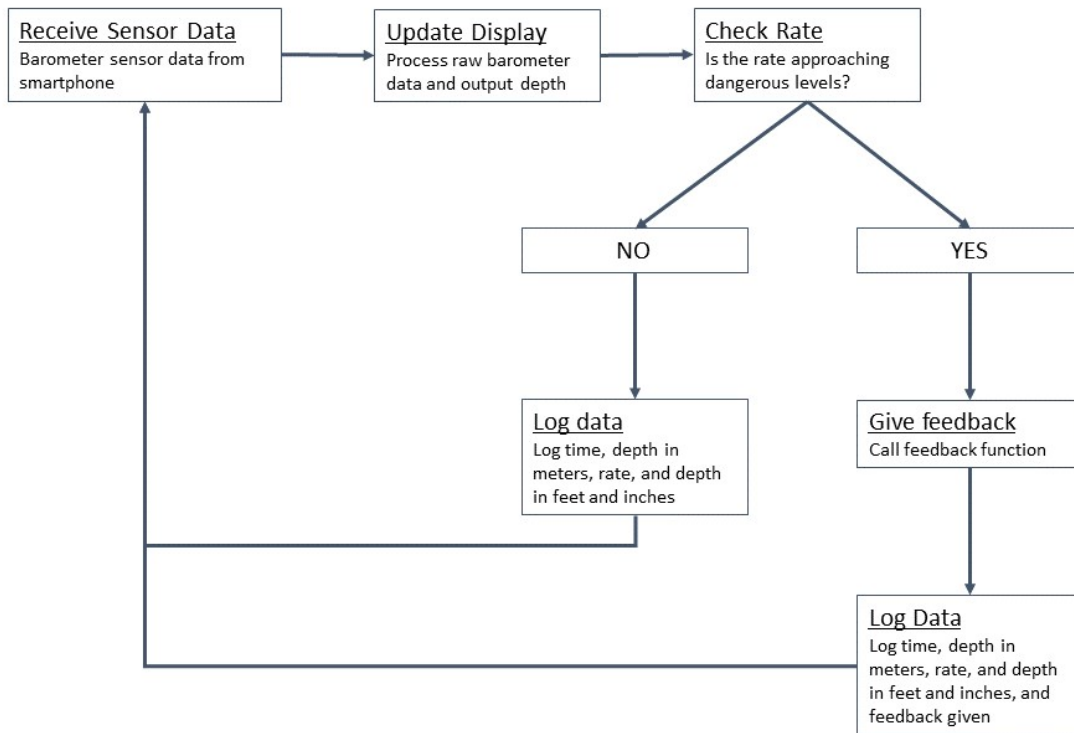 Receive Sensor Data
Barometer sensor data from
smartphone
Update Display
Process raw barometer
data and output depth
Check Rate
Is the rate approaching
dangerous levels?
NO
YES
Log data
Log time, depth in
meters, rate, and depth
in feet and inches
Give feedback
Call feedback function
Log Data
Log time, depth in
meters, rate, and depth
in feet and inches, and
feedback given